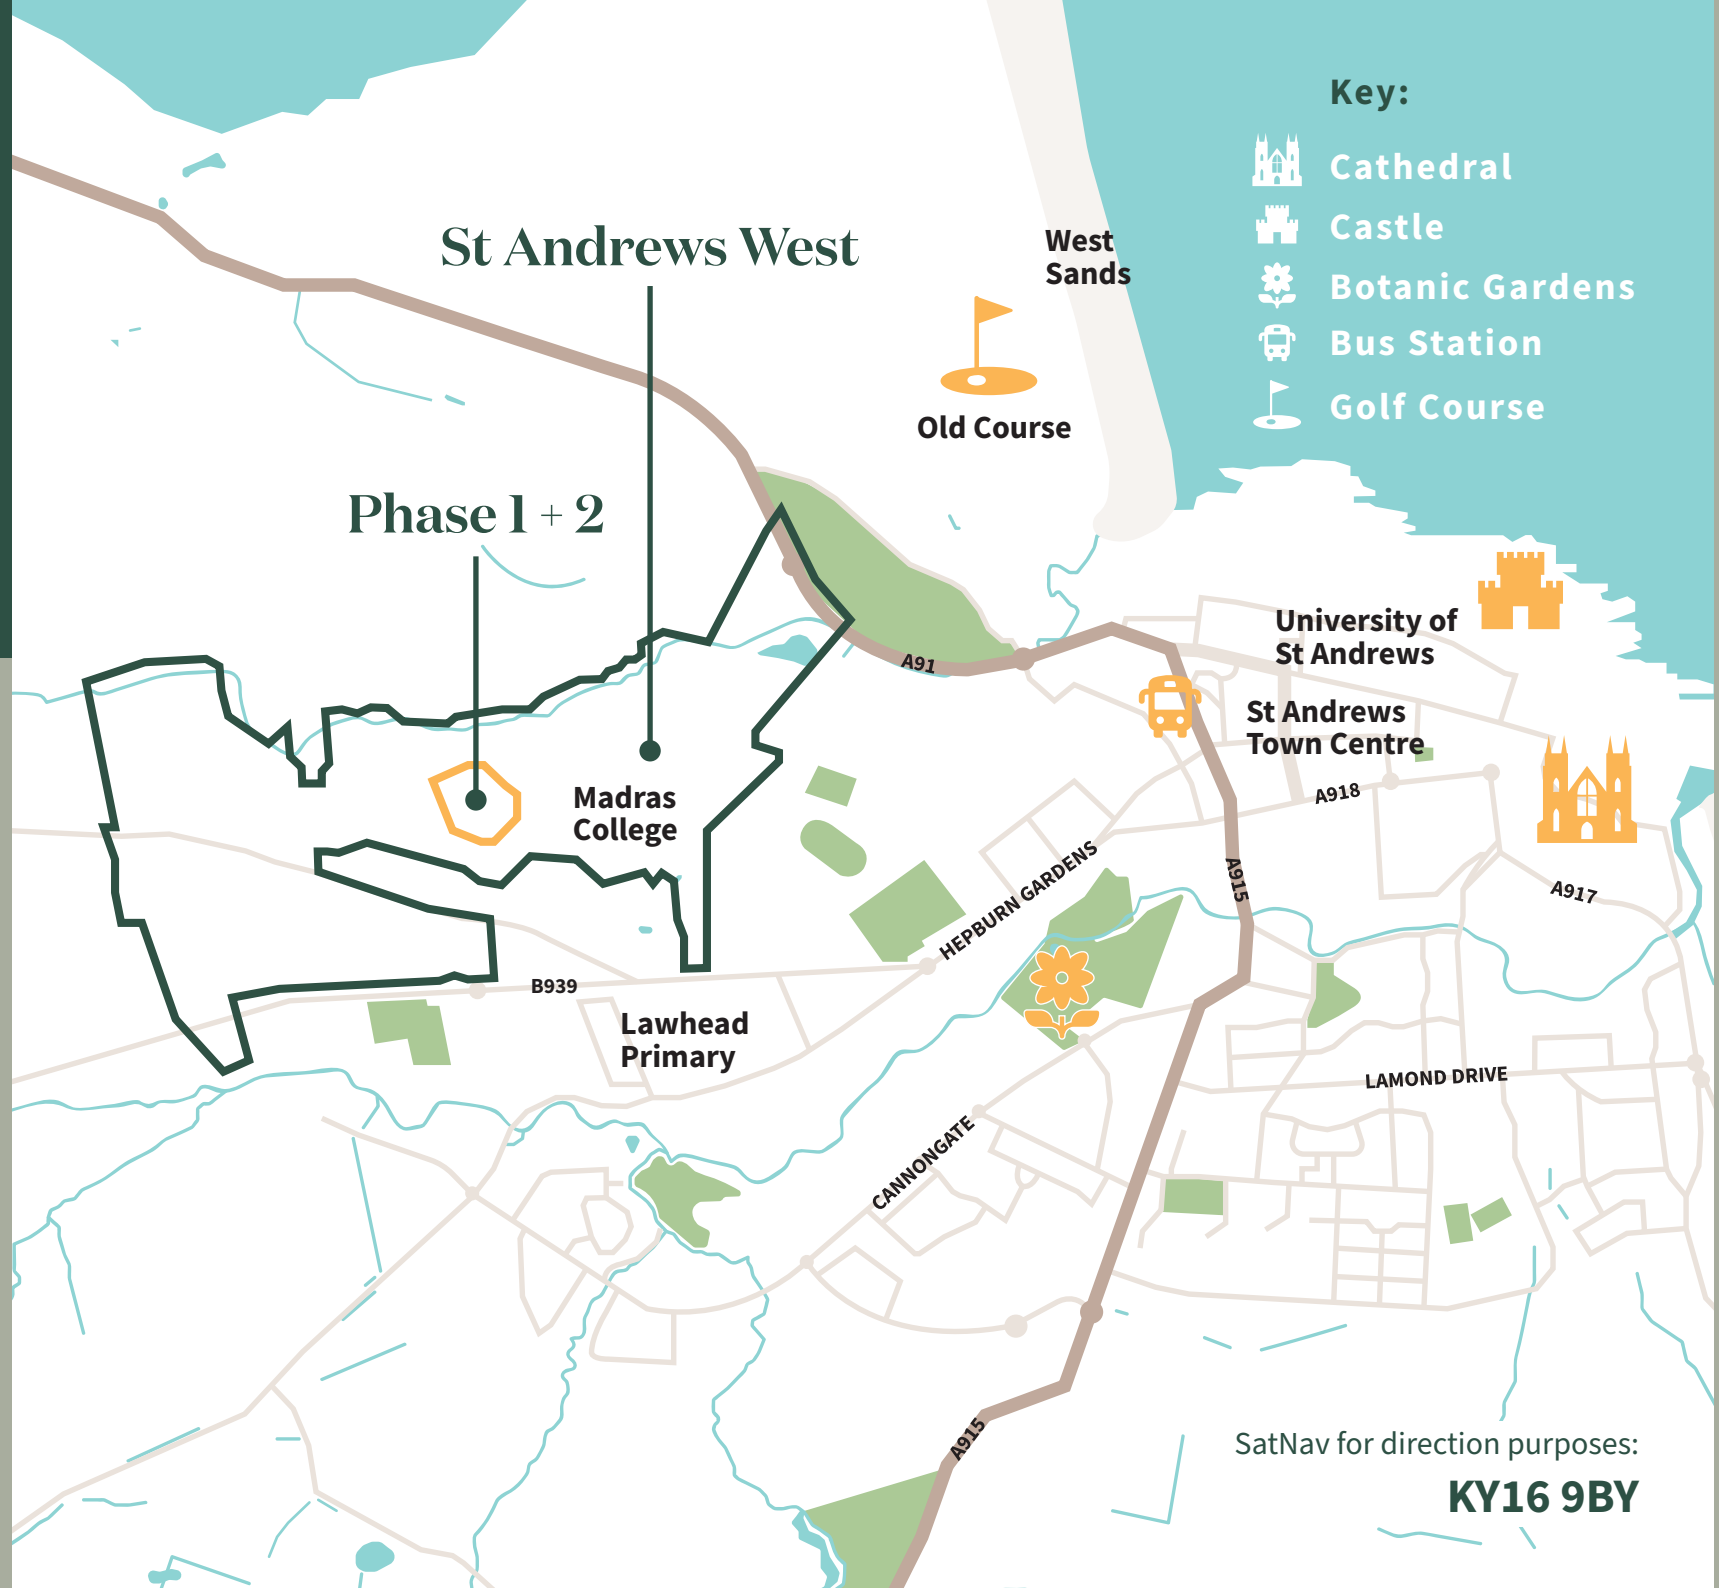 Key:
Cathedral
Castle
Botanic Gardens
Bus Station
Golf Course
St Andrews West
West
Sands
Old Course
Phase 1 + 2
University of
St Andrews
A91
St Andrews
Town Centre
Madras
College
A918
HEPBURN GARDENS
A915
A917
B939
Lawhead
Primary
LAMOND DRIVE
CANNONGATE
A915
SatNav for direction purposes:
KY16 9BY